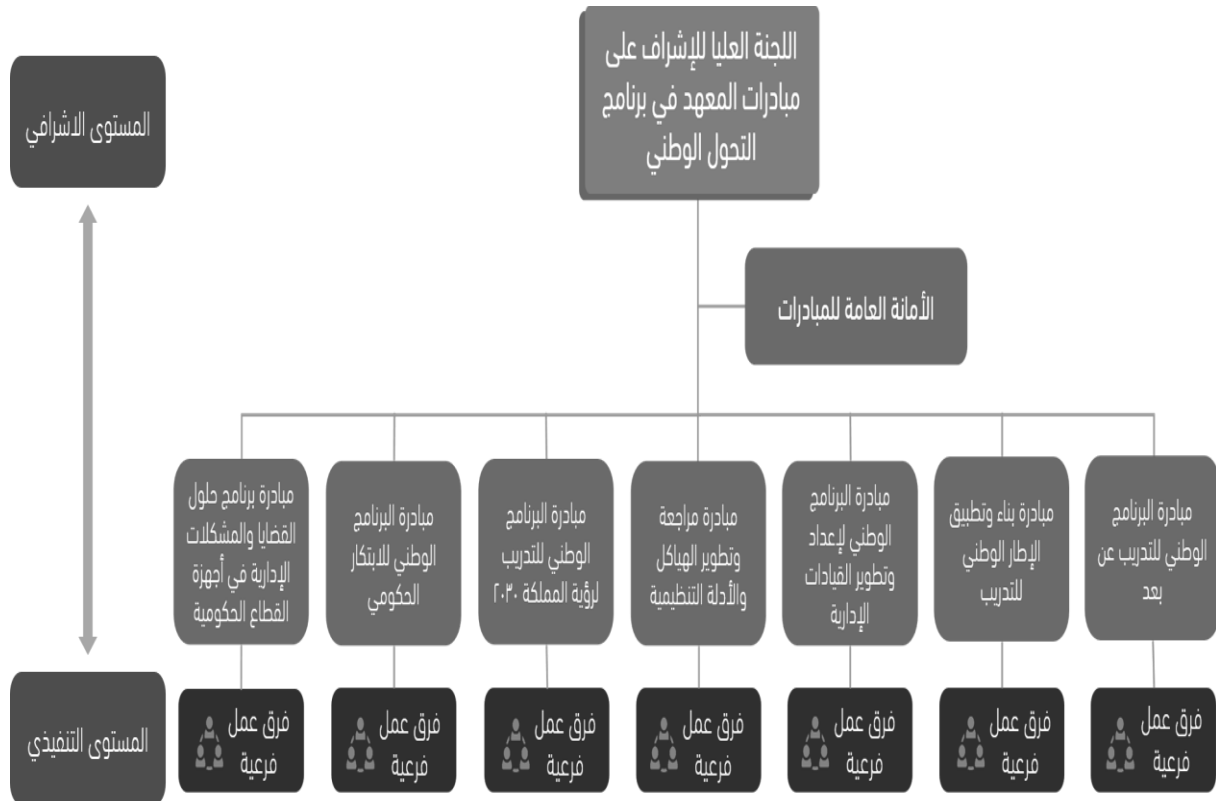 اللجنة العليا للإشراف على
مبادرات المعهد في برنامج
التحول الوطني
المستوى الاشرافي
الأمانة العامة للمبادرات
مبادرة البرنامج
الوطني للتدريب عن
بعد
مبادرة بناء وتطبيق
الإطار الوطني
للتدريب
مبادرة البرنامج
الوطني لإعداد
وتطوير القيادات
الإدارية
مبادرة مراجعة
وتطوير الهياكل
والأدلة التنظيمية
مبادرة البرنامج
الوطني للتدريب
لرؤية المملكة ٢٠٣٠
مبادرة البرنامج
الوطني للابتكار
الحكومي
مبادرة برنامج حلول
القضايا والمشكلات
الإدارية في أجهزة
القطاع الحكومية
فرق عمل
فرعية
فرق عمل
فرعية
فرق عمل
فرعية
فرق عمل
فرعية
فرق عمل
فرعية
فرق عمل
فرعية
فرق عمل
فرعية
المستوى التنفيذي